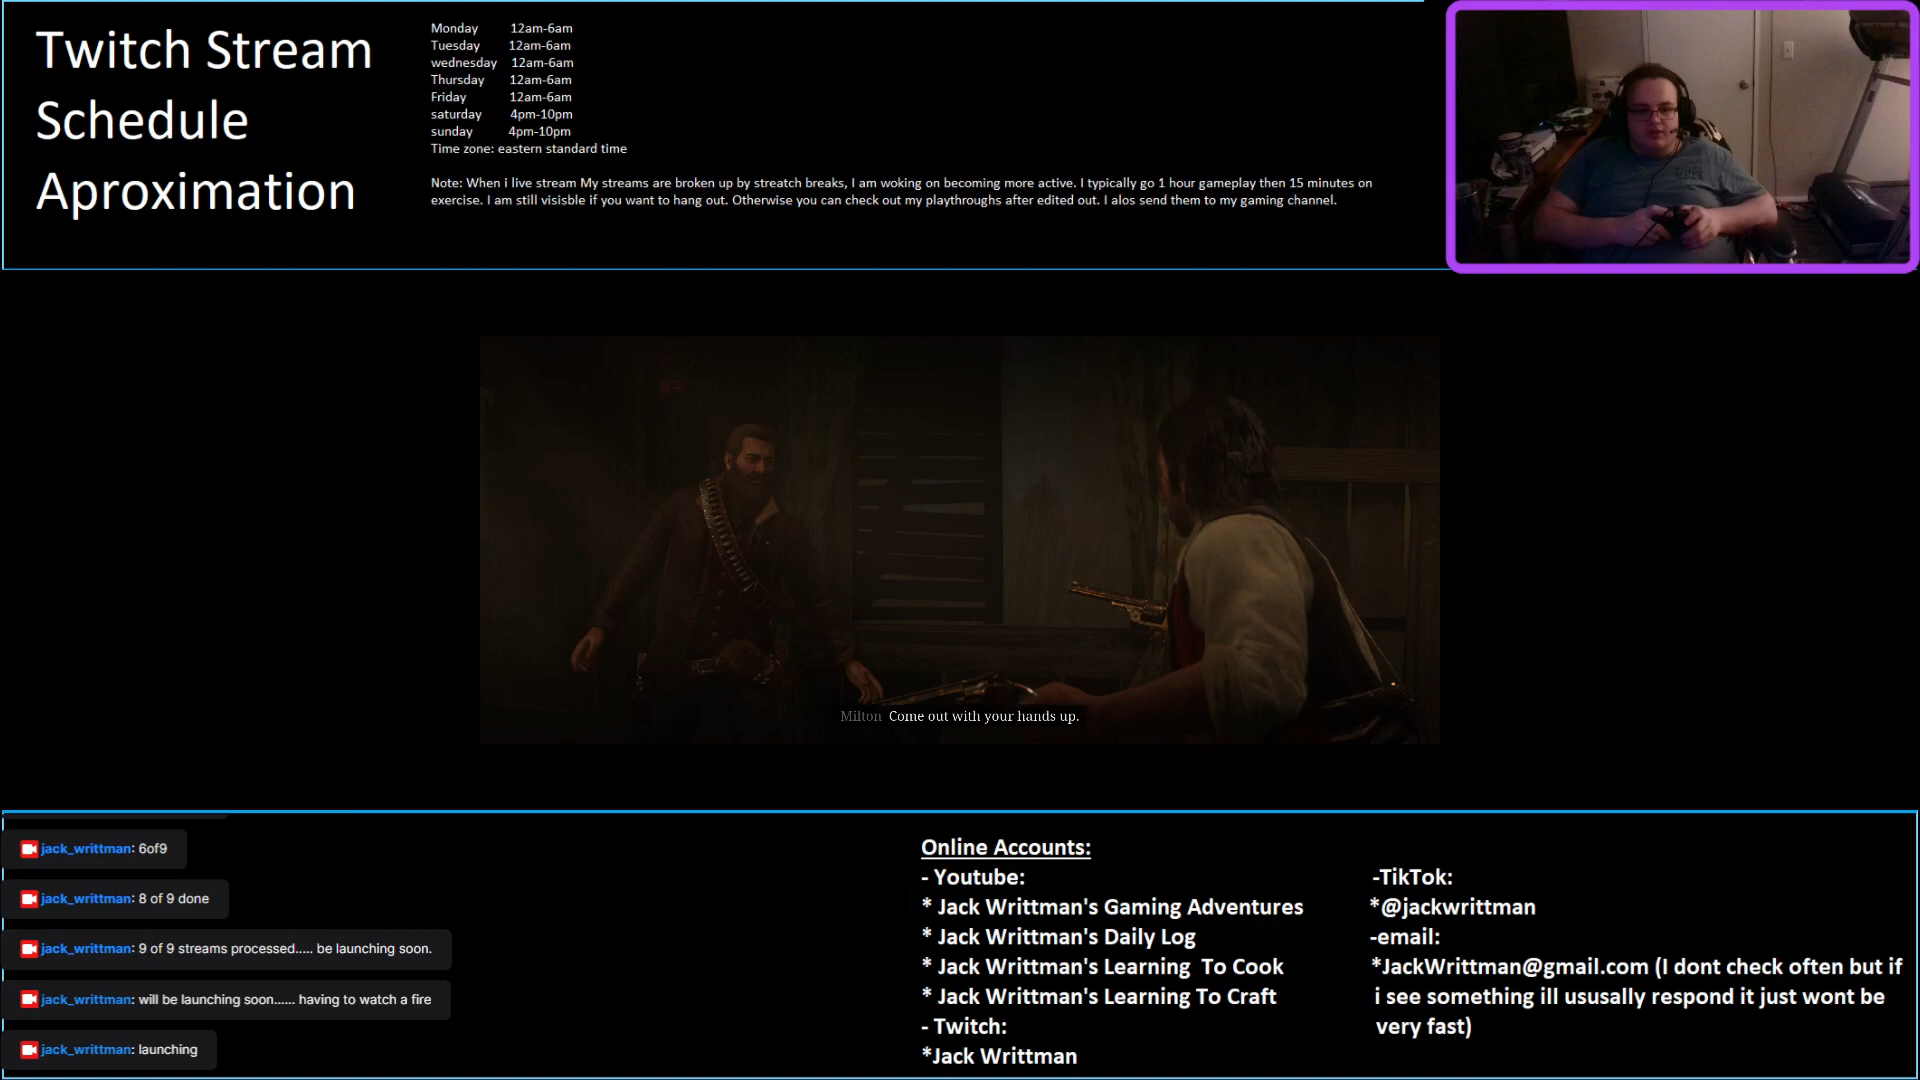 Twitch Stream
Schedule
Aproximation
Monday 12am-6am
Tuesday 12am-6am
wednesday 12am-6am
Thursday 12am-6am
Friday 12am-6am
saturday 4pm-10pm
sunday 4pm-10pm
Time zone: eastern standard time
Note: When i live stream My streams are broken up by streatch breaks, I am woking on becoming more active. I typically go 1 hour gameplay then 15 minutes on
exercise. I am still visisble if you want to hang out. Otherwise you can check out my playthroughs after edited out. I alos send them to my gaming channel.
Milton Come out with your hands up.
jack_writtman: 6of9
jack_writtman: 8 of 9 done
jack_writtman: 9 of 9 streams processed..... be launching soon.
jack_writtman: will be launching soon...... having to watch a fire
jack_writtman: launching
Online Accounts:
- Youtube:
* Jack Writtman's Gaming Adventures
* Jack Writtman's Daily Log
* Jack Writtman's Learning To Cook
* Jack Writtman's Learning To Craft
- Twitch:
*Jack Writtman
-TikTok:
*@jackwrittman
-email:
*JackWrittman@gmail.com (I dont check often but if
i see something ill ususally respond it just wont be
very fast)